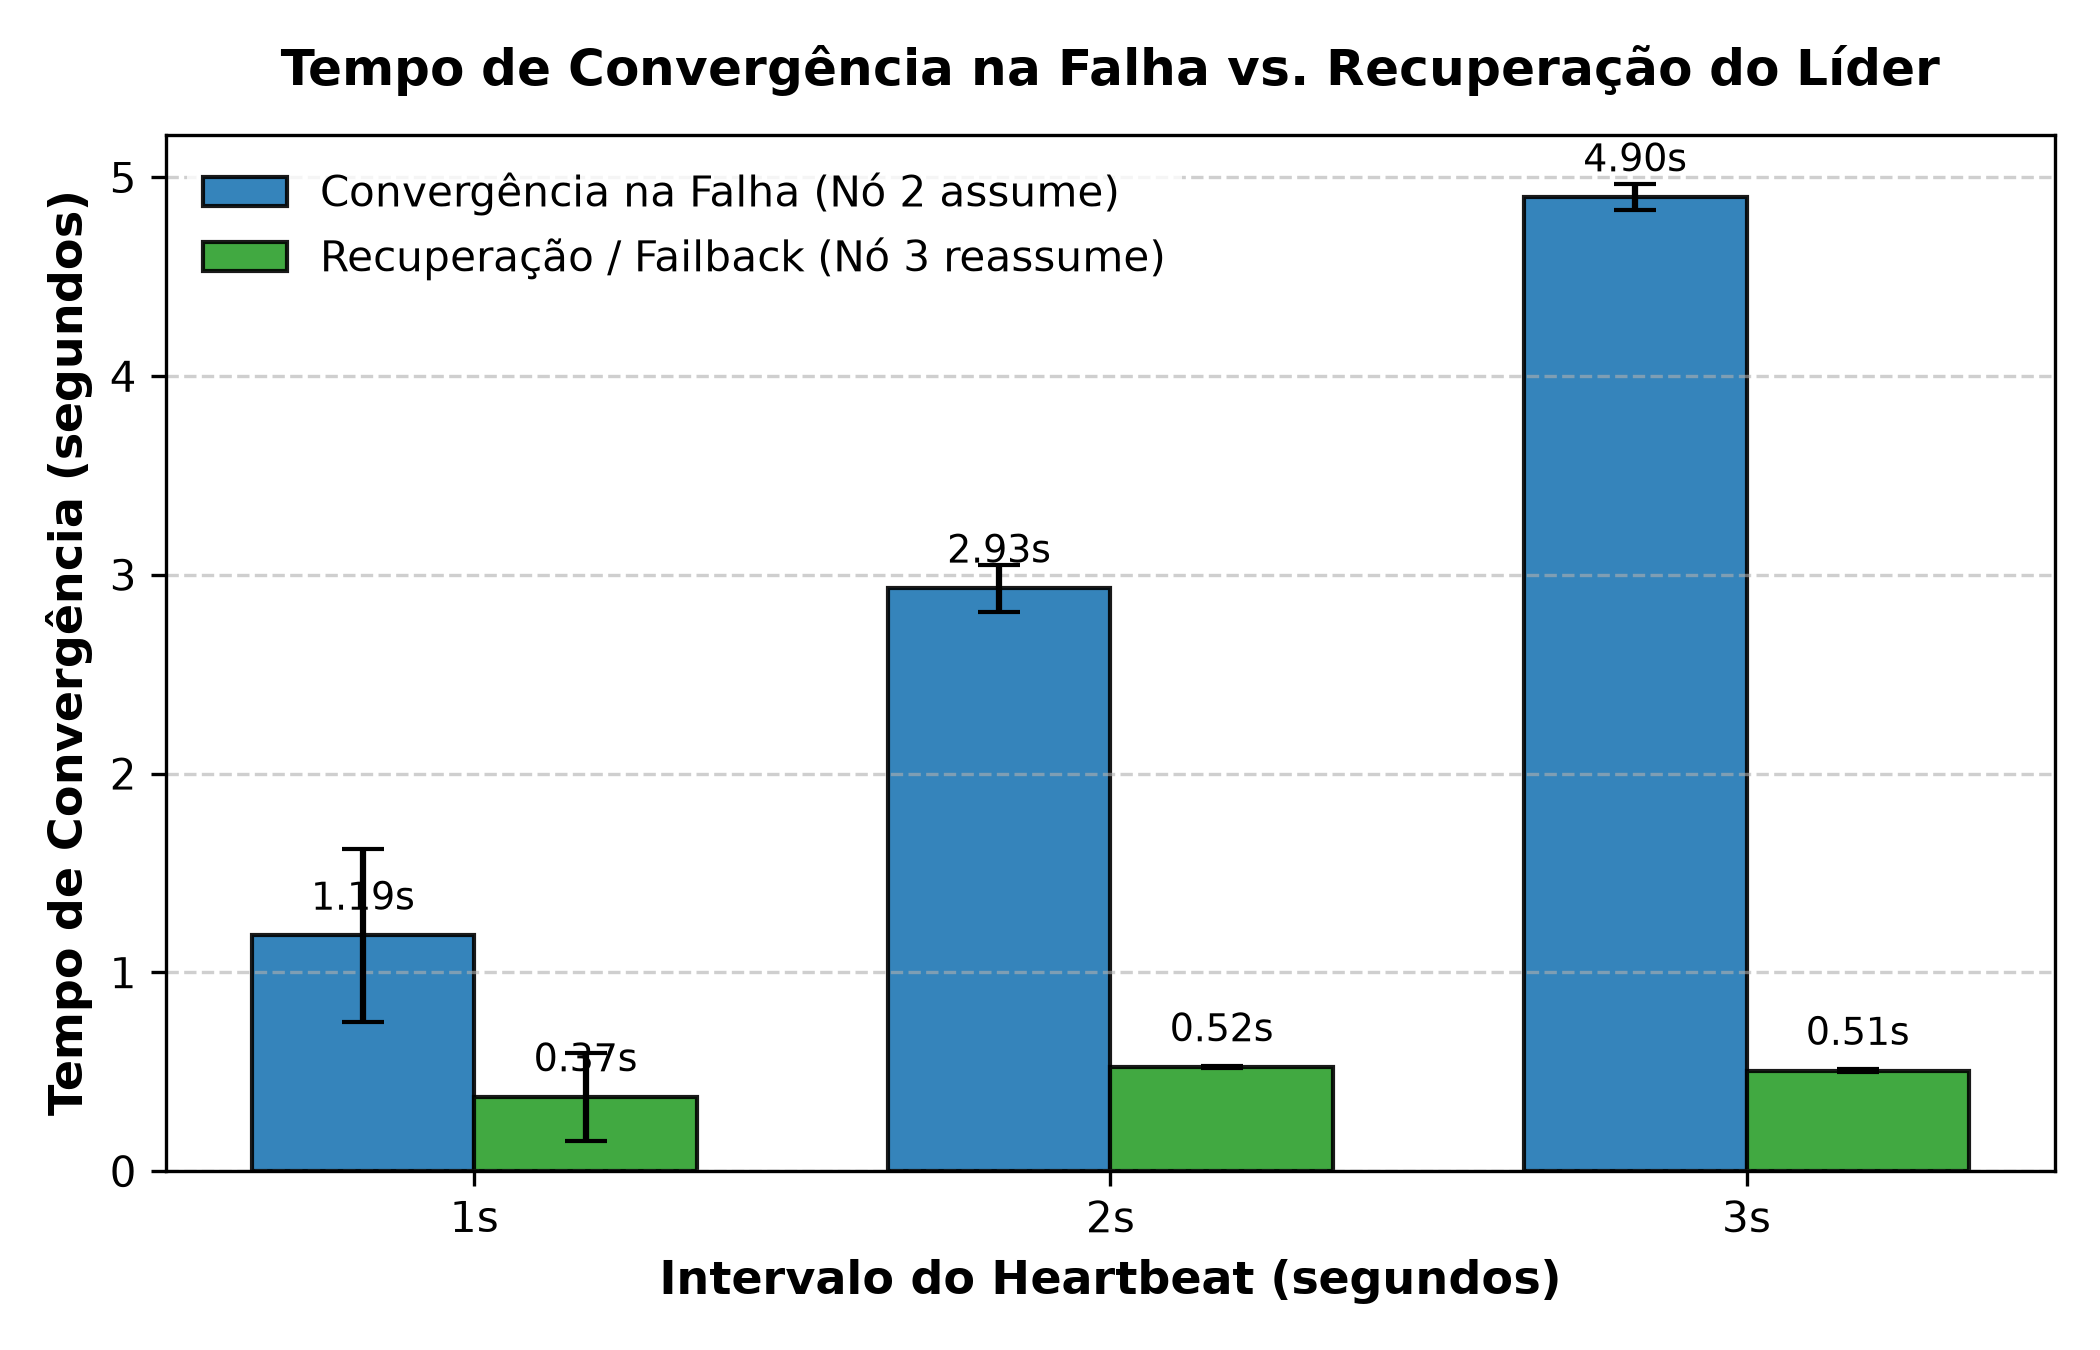 Tempo de Convergência na Falha vs. Recuperação do Líder
Convergência na Falha (Nó 2 assume)
Recuperação / Failback (Nó 3 reassume)
Tempo de Convergência (segundos)
5
4
3
2
1
0
4.90s
2.93s
1.19s
0.37s
0.52s
0.51s
1s
2s
3s
Intervalo do Heartbeat (segundos)